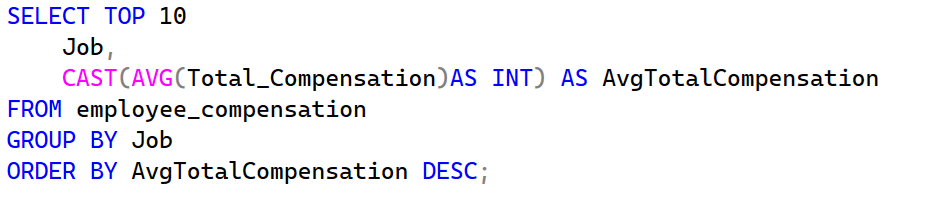 SELECT TOP 10
    Job,
    CAST(AVG(Total_Compensation)AS INT) AS AvgTotalCompensation
FROM employee_compensation
GROUP BY Job
ORDER BY AvgTotalCompensation DESC;